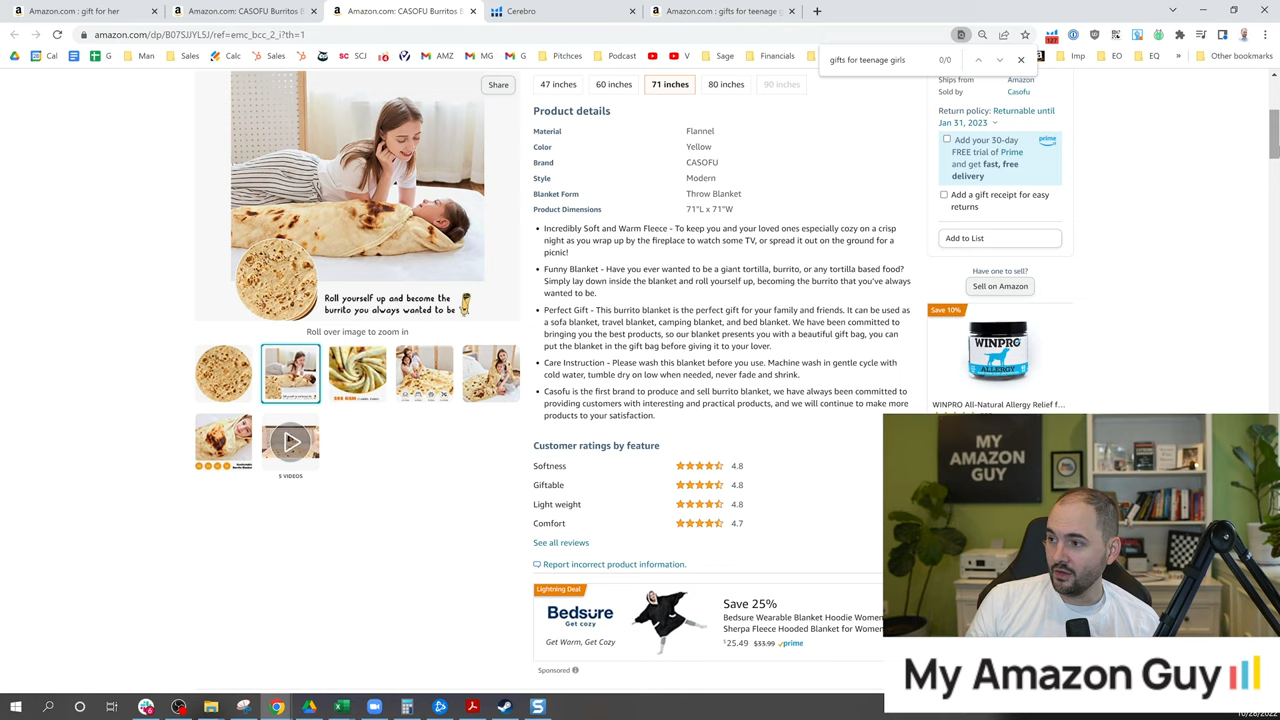 Amazon.com : gift for her
Amazon.com: CASOFU Burritos B
Amazon.com: CASOFU Burritos B
Cerebro
Amazon.com : gifts for teenage g
amazon.com/dp/B07SJJYL5J/ref=emc_bcc_2_i?th=1
Cal
Man
Sales
Calc
Sales
SCJ
AMZ
MG
G
Pitchces
Podcast
V
Sage
Financials
Imp
EO
EQ
Other bookmarks
gifts for teenage girls
0/0
Share
47 inches
60 inches
71 inches
80 inches
90 inches
Product details
Material Flannel
Color Yellow
Brand CASOFU
Style Modern
Blanket Form Throw Blanket
Product Dimensions 71"L x 71"W
• Incredibly Soft and Warm Fleece - To keep you and your loved ones especially cozy on a crisp
night as you wrap up by the fireplace to watch some TV, or spread it out on the ground for a
picnic!
• Funny Blanket - Have you ever wanted to be a giant tortilla, burrito, or any tortilla based food?
Simply lay down inside the blanket and roll yourself up, becoming the burrito that you've always
wanted to be.
• Perfect Gift - This burrito blanket is the perfect gift for your family and friends. It can be used as
a sofa blanket, travel blanket, camping blanket, and bed blanket. We have been committed to
bringing you the best products, so our blanket presents you with a beautiful gift bag, you can
put the blanket in the gift bag before giving it to your lover.
• Care Instruction - Please wash this blanket before you use. Machine wash in gentle cycle with
cold water, tumble dry on low when needed, never fade and shrink.
• Casofu is the first brand to produce and sell burrito blanket, we have always been committed to
providing customers with interesting and practical products, and we will continue to make more
products to your satisfaction.
Roll yourself up and become the
burrito you always wanted to be
Roll over image to zoom in
5 VIDEOS
Customer ratings by feature
Softness 4.8
Giftable 4.8
Light weight 4.8
Comfort 4.7
See all reviews
Report incorrect product information.
Lightning Deal
Bedsure
Get cozy
Get Warm, Get Cozy
Save 25%
Bedsure Wearable Blanket Hoodie Women
Sherpa Fleece Hooded Blanket for Women
$25.49 $33.99 prime
Sponsored
Ships from Amazon
Sold by Casofu
Return policy: Returnable until
Jan 31, 2023
Add your 30-day
FREE trial of Prime
and get fast, free
delivery
prime
Add a gift receipt for easy
returns
Add to List
Have one to sell?
Sell on Amazon
Save 10%
WINPRO
ALLERGY
WINPRO All-Natural Allergy Relief f...
MY
AMAZON
GUY
My Amazon Guy
10/28/2022